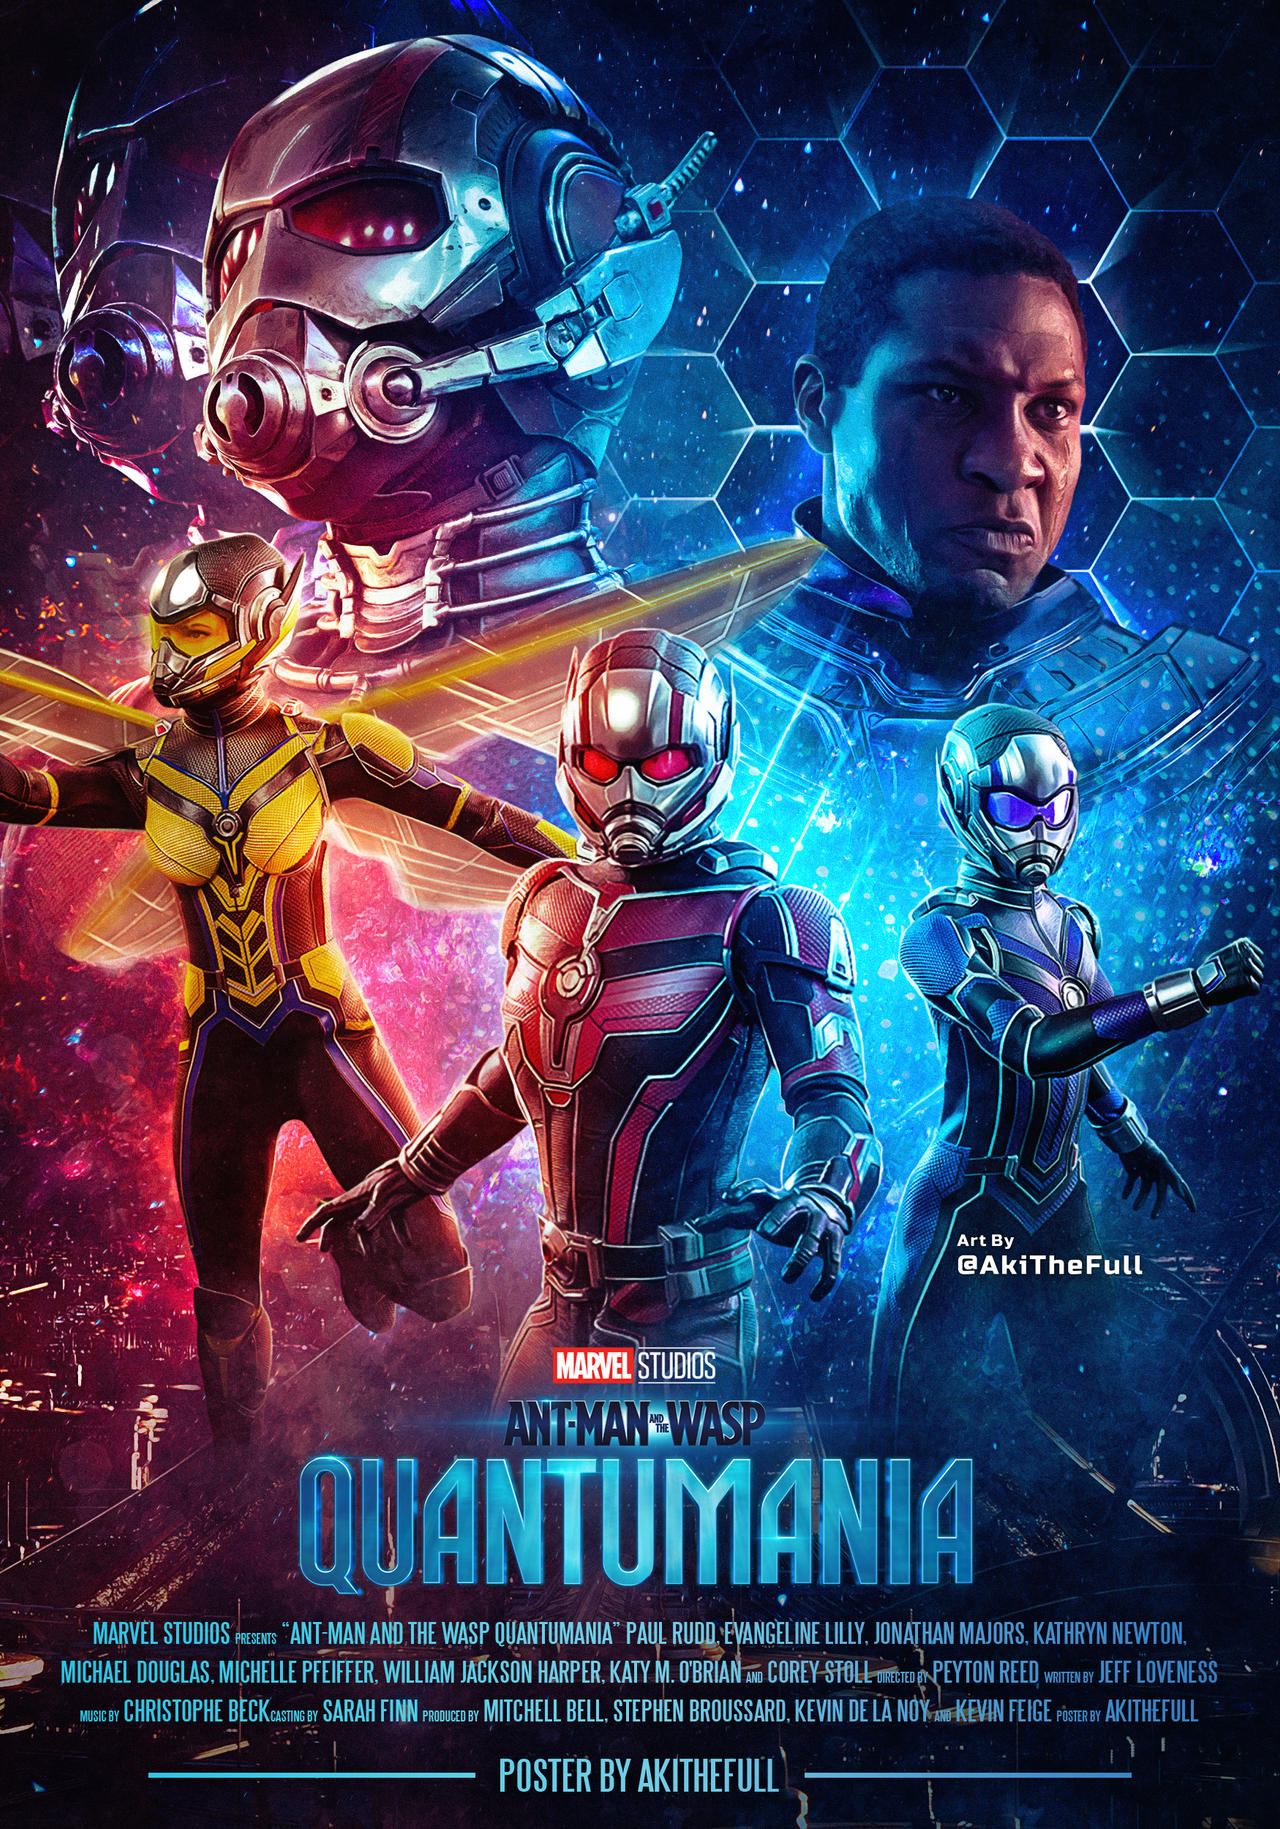 Art By
@AkiTheFull
MARVEL STUDIOS
ANT-MAN AND THE WASP
QUANTUMANIA
MARVEL STUDIOS PRESENTS “ANT-MAN AND THE WASP QUANTUMANIA” PAUL RUDD, EVANGELINE LILLY, JONATHAN MAJORS, KATHRYN NEWTON,
MICHAEL DOUGLAS, MICHELLE PFEIFFER, WILLIAM JACKSON HARPER, KATY M. O'BRIAN AND COREY STOLL DIRECTED BY PEYTON REED WRITTEN BY JEFF LOVENESS
MUSIC BY CHRISTOPHE BECK CASTING BY SARAH FINN PRODUCED BY MITCHELL BELL, STEPHEN BROUSSARD, KEVIN DE LA NOY AND KEVIN FEIGE POSTER BY AKITHEFULL
POSTER BY AKITHEFULL